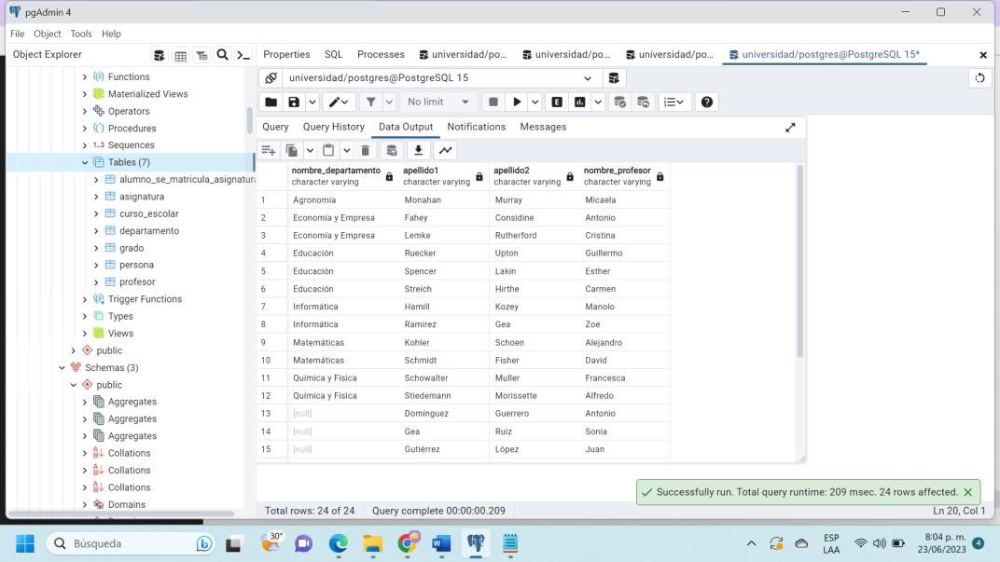 pgAdmin 4
File Object Tools Help
Object Explorer
Properties SQL Processes universidad/po... universidad/po... universidad/po... universidad/postgres@PostgreSQL 15*
Functions
Materialized Views
Operators
Procedures
1..3 Sequences
Tables (7)
alumno_se_matricula_asignatura
asignatura
curso_escolar
departamento
grado
persona
profesor
Trigger Functions
Types
Views
public
Schemas (3)
public
Aggregates
Aggregates
Aggregates
Collations
Collations
Collations
Domains
universidad/postgres@PostgreSQL 15
No limit
E
Query Query History Data Output Notifications Messages
nombre_departamento apellido1 apellido2 nombre_profesor
character varying character varying character varying character varying
1 Agronomía Monahan Murray Micaela
2 Economía y Empresa Fahey Considine Antonio
3 Economía y Empresa Lemke Rutherford Cristina
4 Educación Ruecker Upton Guillermo
5 Educación Spencer Lakin Esther
6 Educación Streich Hirthe Carmen
7 Informática Hamill Kozey Manolo
8 Informática Ramirez Gea Zoe
9 Matemáticas Kohler Schoen Alejandro
10 Matemáticas Schmidt Fisher David
11 Química y Física Schowalter Muller Francesca
12 Química y Física Stiedemann Morissette Alfredo
13 [null] Domínguez Guerrero Antonio
14 [null] Gea Ruiz Sonia
15 [null] Gutiérrez López Juan
Successfully run. Total query runtime: 209 msec. 24 rows affected.
Total rows: 24 of 24 Query complete 00:00:00.209 Ln 20, Col 1
Búsqueda
30°
ESP
LAA
8:04 p. m.
23/06/2023
4